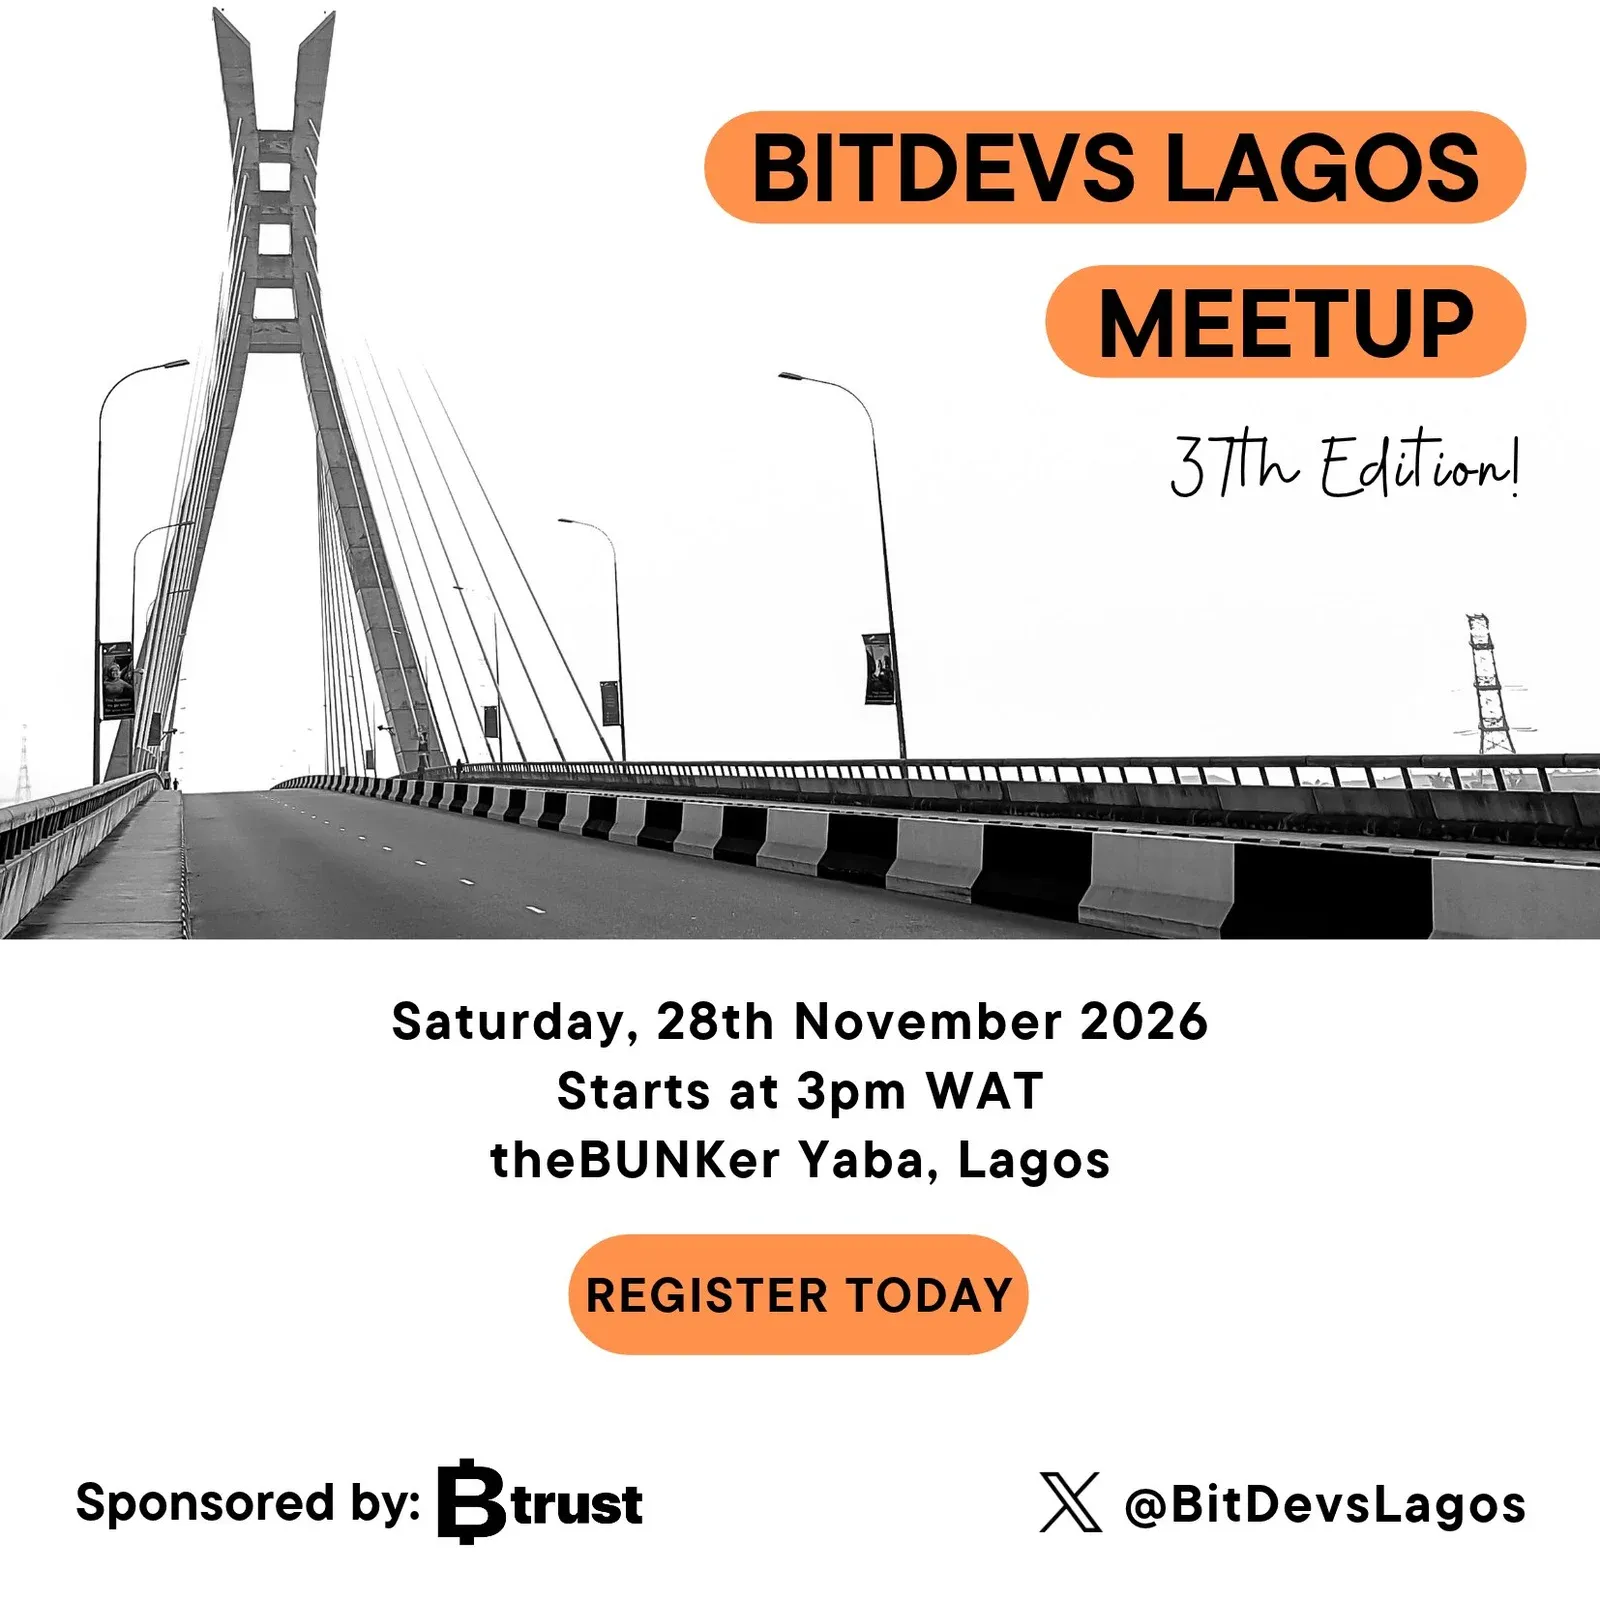 BITDEVS LAGOS
MEETUP
37th Edition!
Saturday, 28th November 2026
Starts at 3pm WAT
theBUNKer Yaba, Lagos
REGISTER TODAY
Sponsored by: ₿trust
@BitDevsLagos